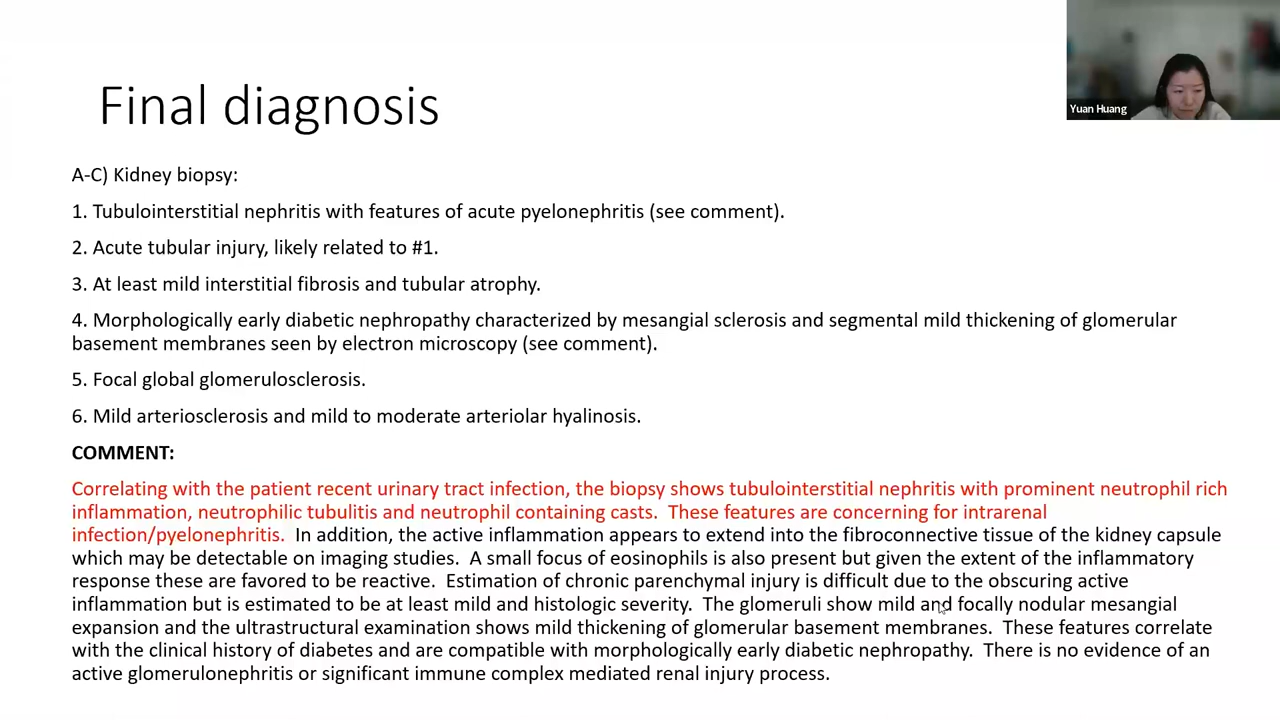 Yuan Huang
Final diagnosis
A-C) Kidney biopsy:
1. Tubulointerstitial nephritis with features of acute pyelonephritis (see comment).
2. Acute tubular injury, likely related to #1.
3. At least mild interstitial fibrosis and tubular atrophy.
4. Morphologically early diabetic nephropathy characterized by mesangial sclerosis and segmental mild thickening of glomerular
basement membranes seen by electron microscopy (see comment).
5. Focal global glomerulosclerosis.
6. Mild arteriosclerosis and mild to moderate arteriolar hyalinosis.
COMMENT:
Correlating with the patient recent urinary tract infection, the biopsy shows tubulointerstitial nephritis with prominent neutrophil rich
inflammation, neutrophilic tubulitis and neutrophil containing casts.  These features are concerning for intrarenal
infection/pyelonephritis.  In addition, the active inflammation appears to extend into the fibroconnective tissue of the kidney capsule
which may be detectable on imaging studies.  A small focus of eosinophils is also present but given the extent of the inflammatory
response these are favored to be reactive.  Estimation of chronic parenchymal injury is difficult due to the obscuring active
inflammation but is estimated to be at least mild and histologic severity.  The glomeruli show mild and focally nodular mesangial
expansion and the ultrastructural examination shows mild thickening of glomerular basement membranes.  These features correlate
with the clinical history of diabetes and are compatible with morphologically early diabetic nephropathy.  There is no evidence of an
active glomerulonephritis or significant immune complex mediated renal injury process.